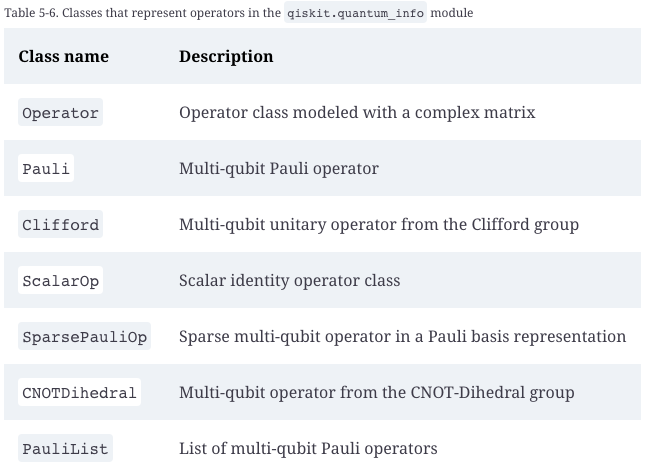 Table 5-6. Classes that represent operators in the qiskit.quantum_info module
Class name Description
Operator Operator class modeled with a complex matrix
Pauli Multi-qubit Pauli operator
Clifford Multi-qubit unitary operator from the Clifford group
ScalarOp Scalar identity operator class
SparsePauliOp Sparse multi-qubit operator in a Pauli basis representation
CNOTDihedral Multi-qubit operator from the CNOT-Dihedral group
PauliList List of multi-qubit Pauli operators